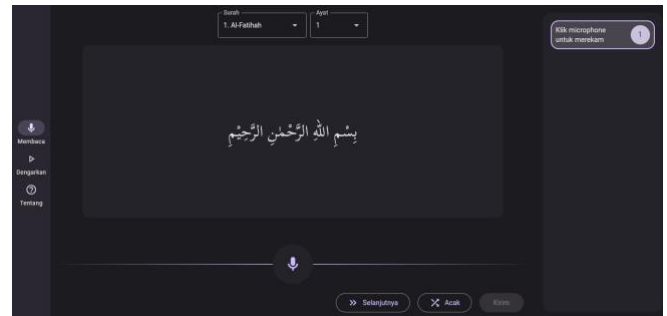 Surah
1. Al-Fatihah
Ayat
1
Klik microphone
untuk merekam
1
بِسْمِ اللّٰهِ الرَّحْمٰنِ الرَّحِيْمِ
Membaca
Dengarkan
Tentang
Selanjutnya
Acak
Kirim